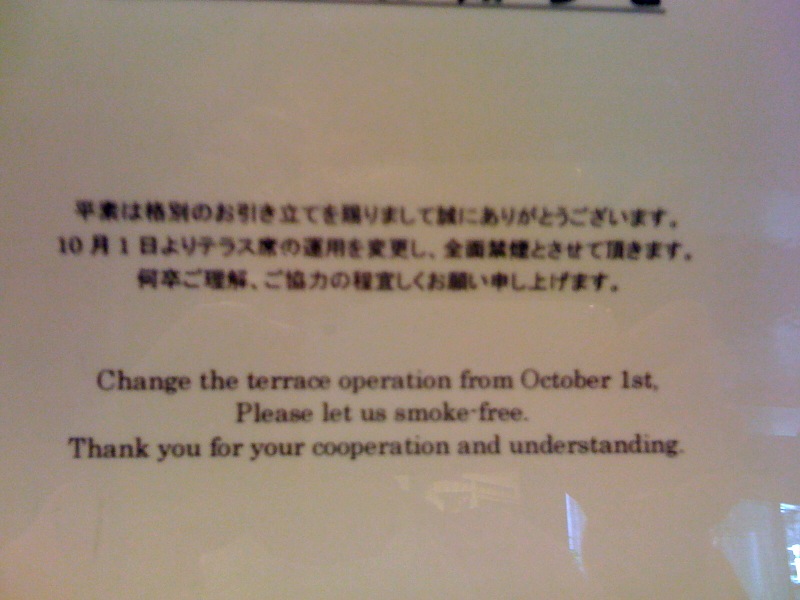 平素は格別のお引き立てを賜りまして誠にありがとうございます。
10月1日よりテラス席の運用を変更し、全面禁煙とさせて頂きます。
何卒ご理解、ご協力の程宜しくお願い申し上げます。
Change the terrace operation from October 1st,
Please let us smoke-free.
Thank you for your cooperation and understanding.